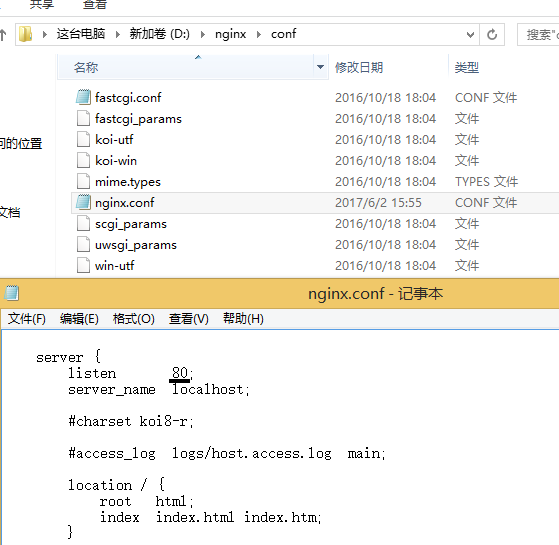 共享 查看
这台电脑 新加卷 (D:) nginx conf
搜索"c
名称 修改日期 类型
fastcgi.conf 2016/10/18 18:04 CONF 文件
fastcgi_params 2016/10/18 18:04 文件
koi-utf 2016/10/18 18:04 文件
问的位置
koi-win 2016/10/18 18:04 文件
mime.types 2016/10/18 18:04 TYPES 文件
nginx.conf 2017/6/2 15:55 CONF 文件
文档
scgi_params 2016/10/18 18:04 文件
uwsgi_params 2016/10/18 18:04 文件
win-utf 2016/10/18 18:04 文件
nginx.conf - 记事本
文件(F) 编辑(E) 格式(O) 查看(V) 帮助(H)
server {
listen 80;
server_name localhost;
#charset koi8-r;
#access_log logs/host.access.log main;
location / {
root html;
index index.html index.htm;
}